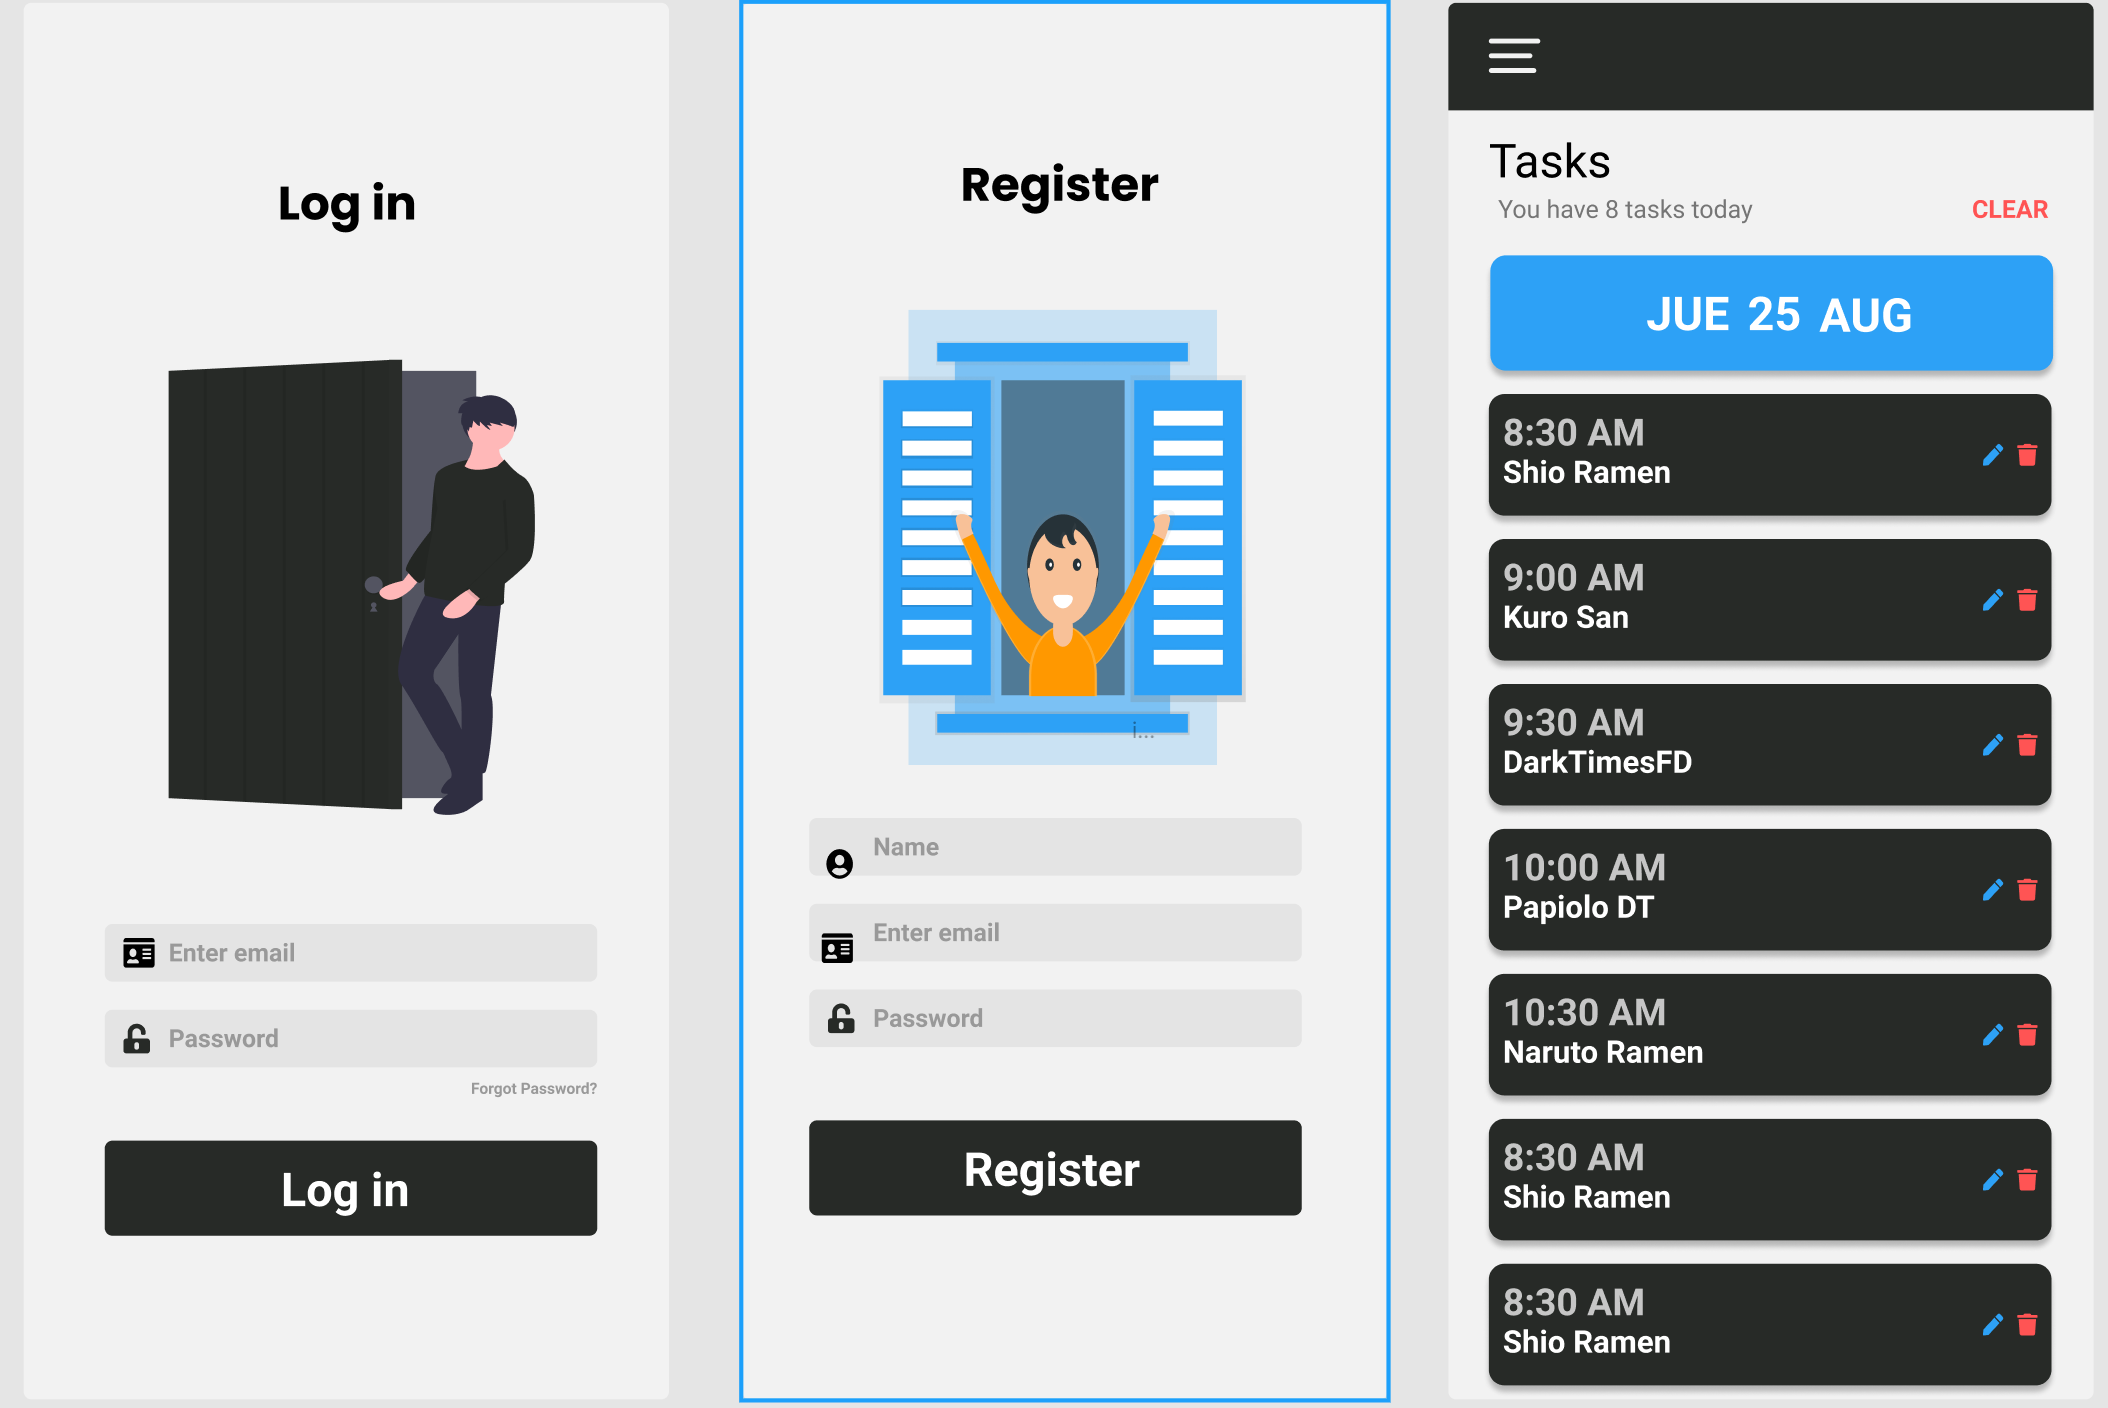 Log in
Enter email
Password
Forgot Password?
Log in
Register
i...
Name
Enter email
Password
Register
Tasks
You have 8 tasks today
CLEAR
JUE 25 AUG
8:30 AM
Shio Ramen
9:00 AM
Kuro San
9:30 AM
DarkTimesFD
10:00 AM
Papiolo DT
10:30 AM
Naruto Ramen
8:30 AM
Shio Ramen
8:30 AM
Shio Ramen